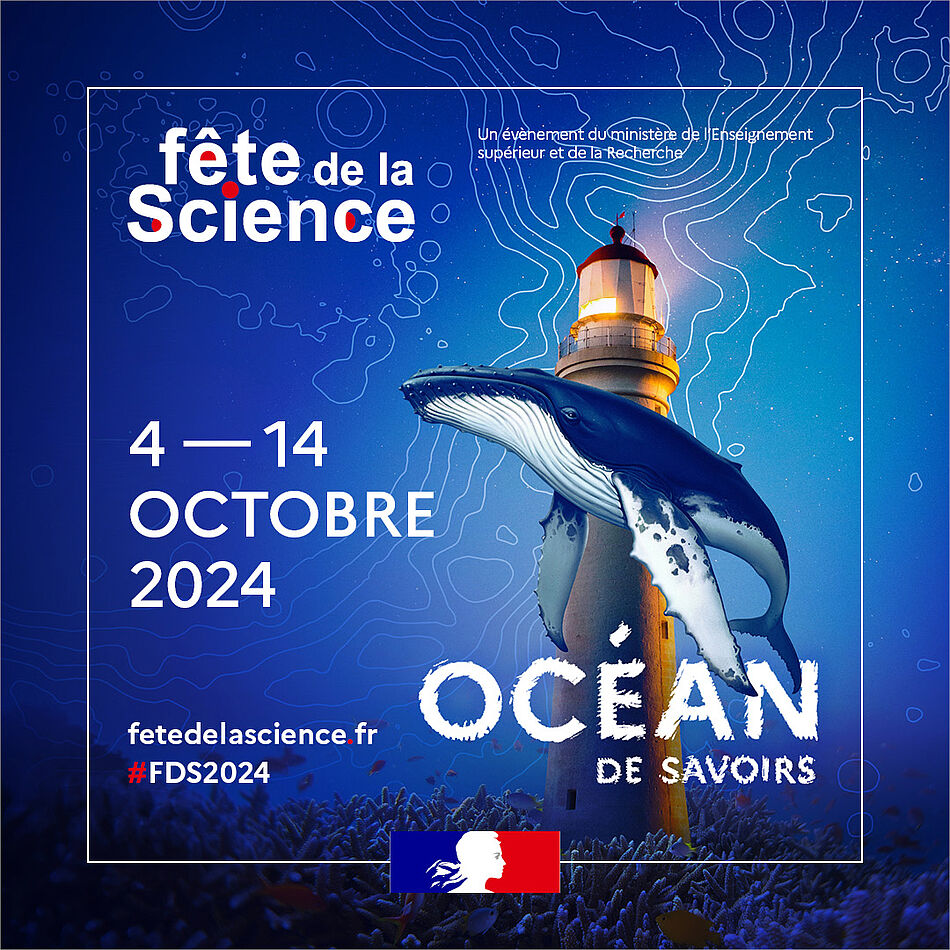 fête de la
Science
Un évènement du ministère de l'Enseignement
supérieur et de la Recherche
4 — 14
OCTOBRE
2024
OCÉAN
DE SAVOIRS
fetedelascience.fr
#FDS2024